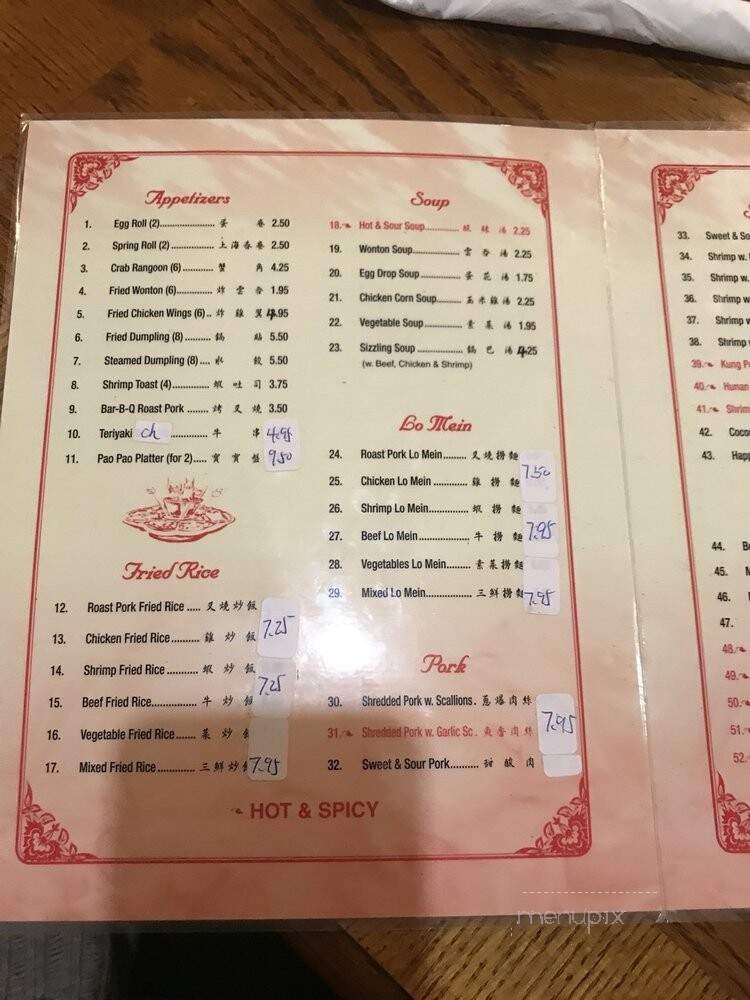 Appetizers
1. Egg Roll (2)........ 蛋 卷 2.50
2. Spring Roll (2)........ 上海春卷 2.50
3. Crab Rangoon (6)........ 蟹 角 4.25
4. Fried Wonton (6)........ 炸雲吞 1.95
5. Fried Chicken Wings (6).. 炸雞翼 4.95
6. Fried Dumpling (8)........ 鍋 貼 5.50
7. Steamed Dumpling (8).... 水 餃 5.50
8. Shrimp Toast (4)........ 蝦吐司 3.75
9. Bar-B-Q Roast Pork ........ 烤叉燒 3.50
10. Teriyaki ch ........ 牛 串 4.95
11. Pao Pao Platter (for 2)..... 寶寶盤 9.50
Fried Rice
12. Roast Pork Fried Rice ..... 叉燒炒飯
7.25
13. Chicken Fried Rice........ 雞炒飯
14. Shrimp Fried Rice ........ 蝦炒飯
7.25
15. Beef Fried Rice........ 牛炒飯
16. Vegetable Fried Rice....... 菜炒
17. Mixed Fried Rice ........ 三鮮炒 7.95
Soup
18. Hot & Sour Soup........ 酸辣湯 2.25
19. Wonton Soup........ 雲吞湯 2.25
20. Egg Drop Soup ........ 蛋花湯 1.75
21. Chicken Corn Soup........ 玉米雞湯 2.25
22. Vegetable Soup ........ 素菜湯 1.95
23. Sizzling Soup ........ 鍋巴湯 4.25
(w. Beef, Chicken & Shrimp)
Lo Mein
24. Roast Pork Lo Mein........ 叉燒撈麵
7.50
25. Chicken Lo Mein ........ 雞撈麵
26. Shrimp Lo Mein........ 蝦撈麵
7.95
27. Beef Lo Mein ........ 牛撈麵
28. Vegetables Lo Mein........ 素菜撈麵
29. Mixed Lo Mein........ 三鮮撈麵 7.95
Pork
30. Shredded Pork w. Scallions. 蔥爆肉絲
7.95
31. Shredded Pork w. Garlic Sc. 魚香肉絲
32. Sweet & Sour Pork.......... 甜酸肉
HOT & SPICY
33. Sweet & So
34. Shrimp w.
35. Shrimp w.
36. Shrimp w
37. Shrimp
38. Shrimp
39. Kung P
40. Hunan
41. Shrim
42. Coco
43. Happ
44. B
45.
46.
47.
48.
49.
50.
51.
52.
menupix